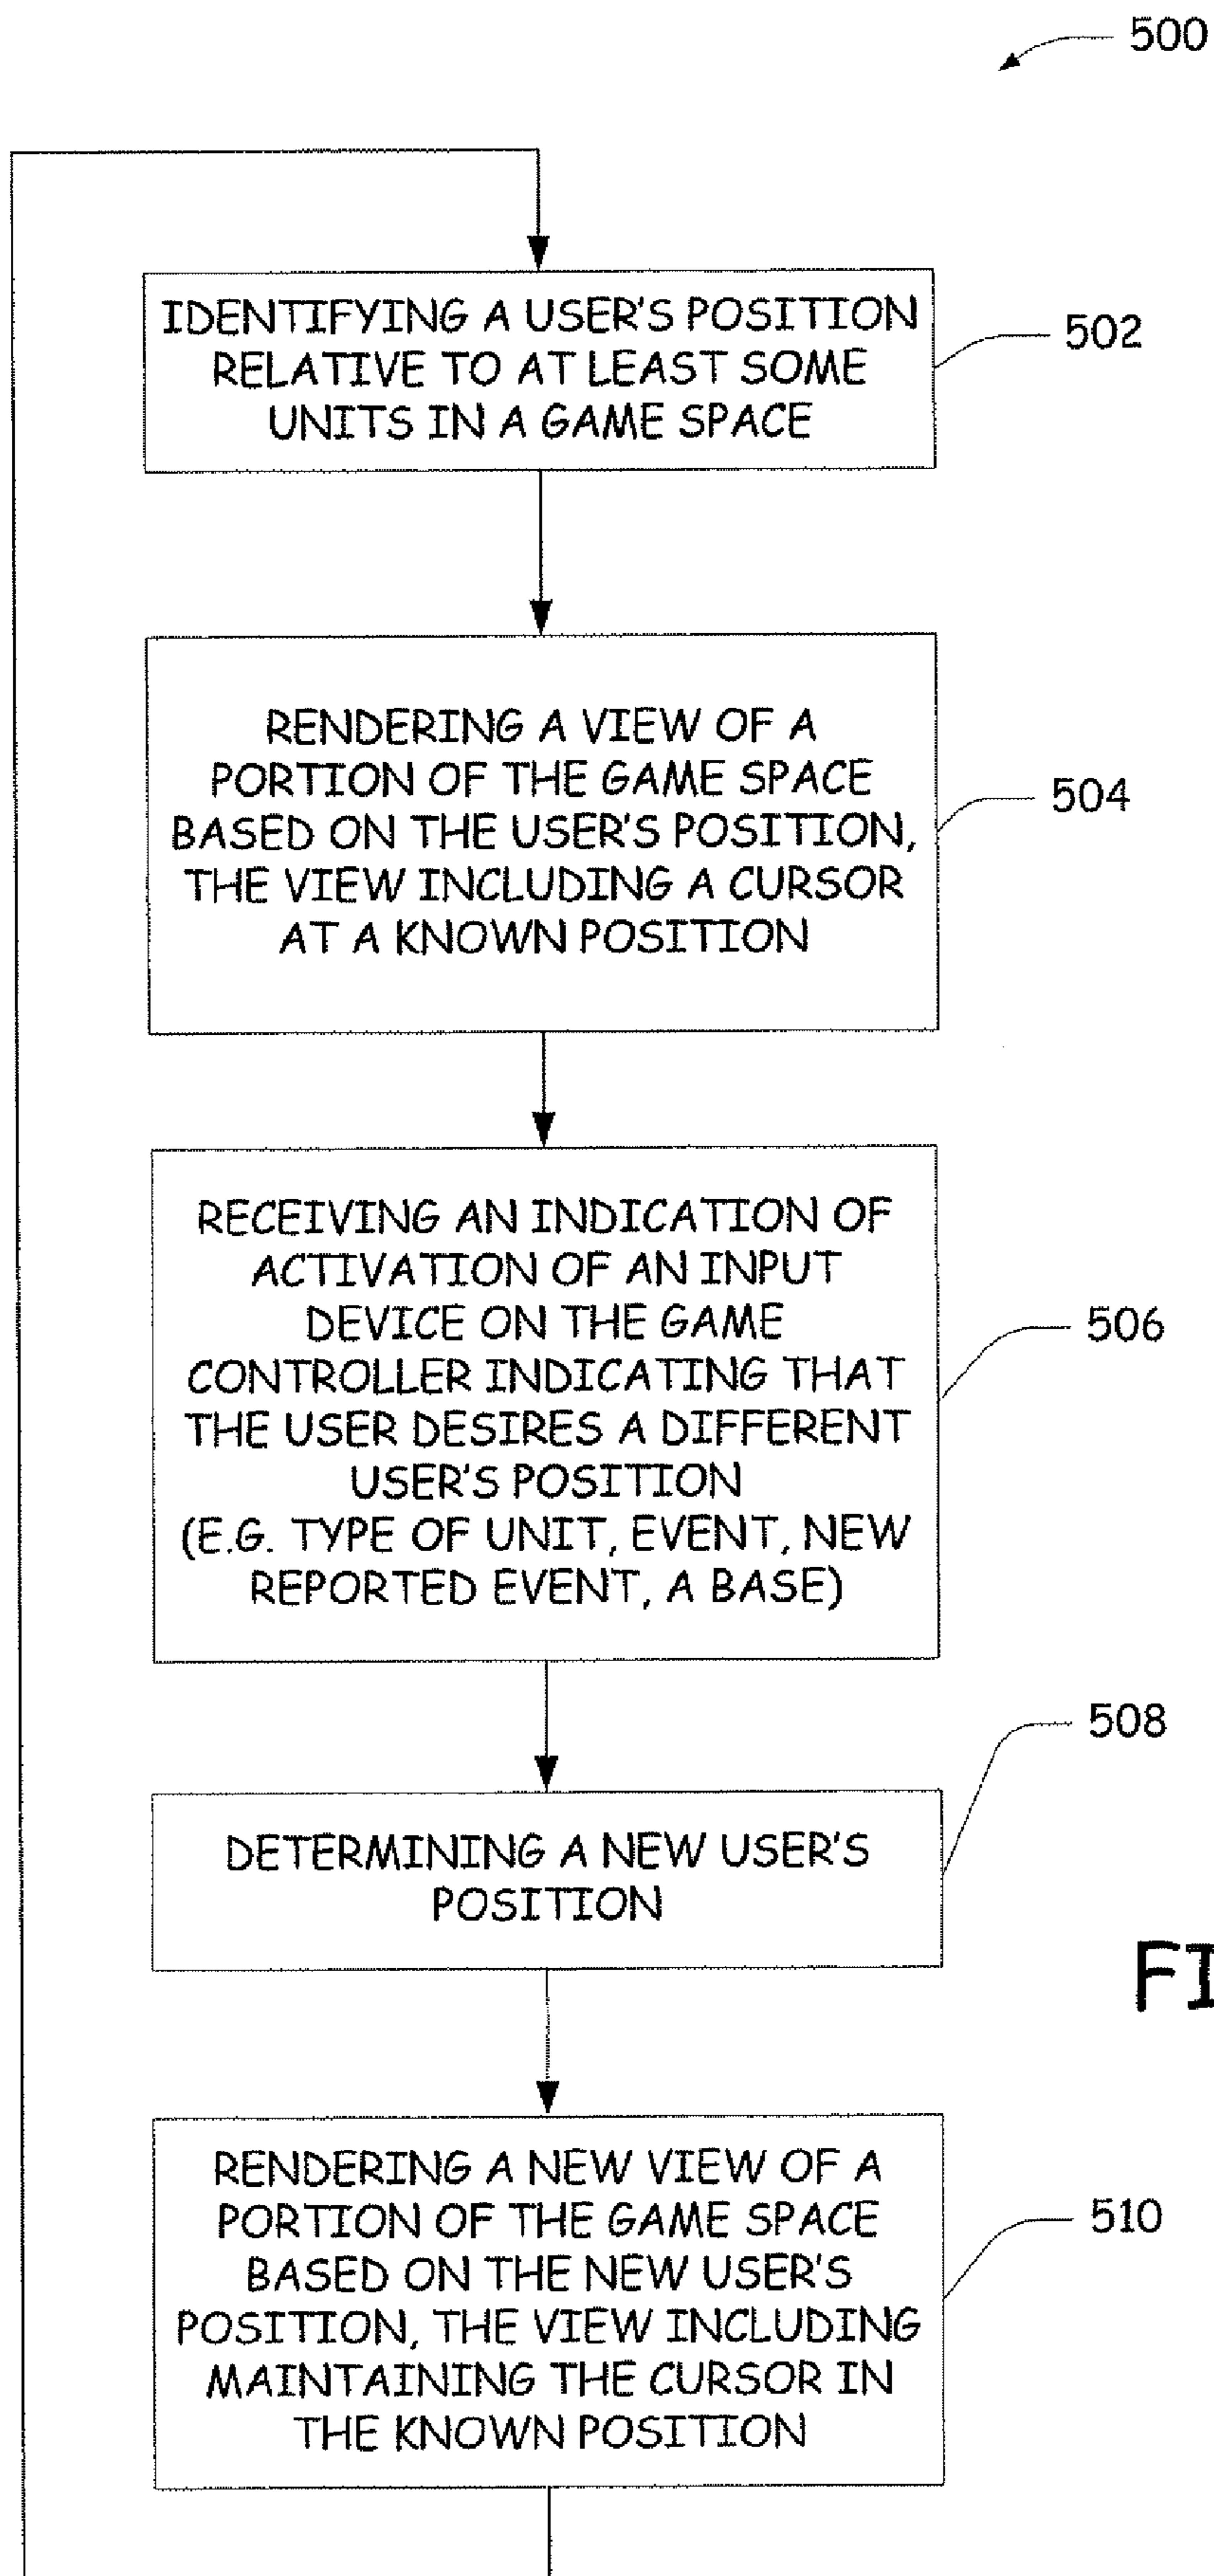 500
IDENTIFYING A USER'S POSITION
RELATIVE TO AT LEAST SOME
UNITS IN A GAME SPACE
502
RENDERING A VIEW OF A
PORTION OF THE GAME SPACE
BASED ON THE USER'S POSITION,
THE VIEW INCLUDING A CURSOR
AT A KNOWN POSITION
504
RECEIVING AN INDICATION OF
ACTIVATION OF AN INPUT
DEVICE ON THE GAME
CONTROLLER INDICATING THAT
THE USER DESIRES A DIFFERENT
USER'S POSITION
(E.G. TYPE OF UNIT, EVENT, NEW
REPORTED EVENT, A BASE)
506
508
DETERMINING A NEW USER'S
POSITION
FI
RENDERING A NEW VIEW OF A
PORTION OF THE GAME SPACE
BASED ON THE NEW USER'S
POSITION, THE VIEW INCLUDING
MAINTAINING THE CURSOR IN
THE KNOWN POSITION
510